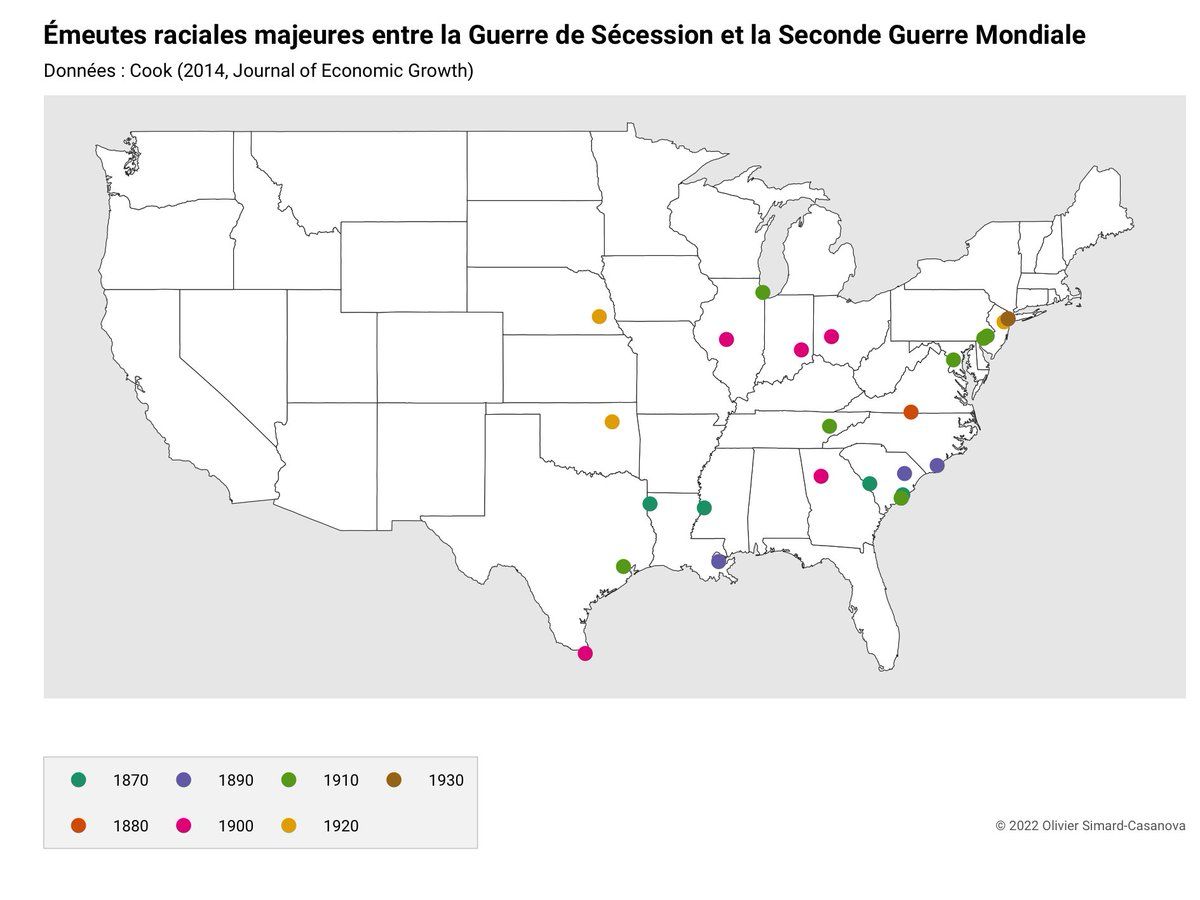 Émeutes raciales majeures entre la Guerre de Sécession et la Seconde Guerre Mondiale
Données : Cook (2014, Journal of Economic Growth)
1870 1890 1910 1930
1880 1900 1920
© 2022 Olivier Simard-Casanova